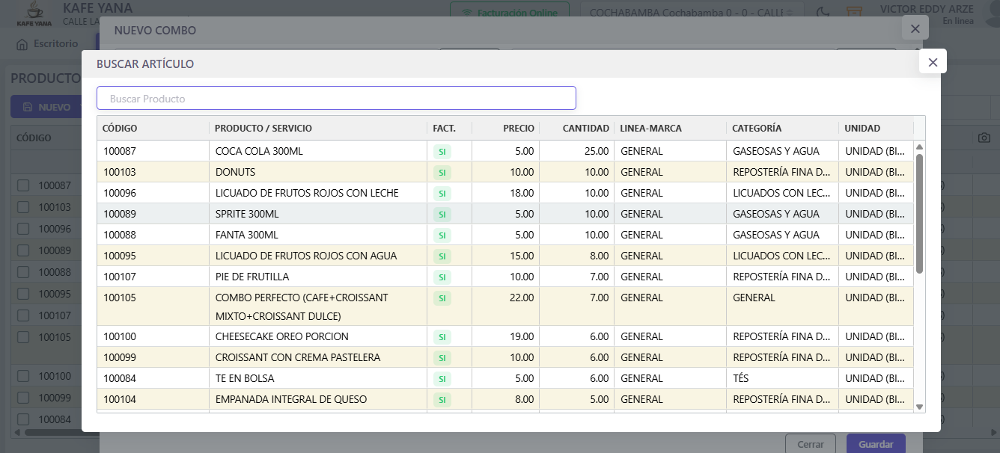 KAFE YANA
KAFE YANA
CALLE LA
Facturación Online
COCHABAMBA Cochabamba 0 - 0 - CALLE
VICTOR EDDY ARZE
En línea
Escritorio
NUEVO COMBO
PRODUCTO
NUEVO
CÓDIGO
100087
100103
100096
100089
100088
100095
100107
100105
100100
100099
100084
BUSCAR ARTÍCULO
Buscar Producto
CÓDIGO PRODUCTO / SERVICIO FACT. PRECIO CANTIDAD LINEA-MARCA CATEGORÍA UNIDAD
100087 COCA COLA 300ML SI 5.00 25.00 GENERAL GASEOSAS Y AGUA UNIDAD (BI...
100103 DONUTS SI 10.00 10.00 GENERAL REPOSTERÍA FINA D... UNIDAD (BI...
100096 LICUADO DE FRUTOS ROJOS CON LECHE SI 18.00 10.00 GENERAL LICUADOS CON LEC... UNIDAD (BI...
100089 SPRITE 300ML SI 5.00 10.00 GENERAL GASEOSAS Y AGUA UNIDAD (BI...
100088 FANTA 300ML SI 5.00 10.00 GENERAL GASEOSAS Y AGUA UNIDAD (BI...
100095 LICUADO DE FRUTOS ROJOS CON AGUA SI 15.00 8.00 GENERAL LICUADOS CON LEC... UNIDAD (BI...
100107 PIE DE FRUTILLA SI 10.00 7.00 GENERAL REPOSTERÍA FINA D... UNIDAD (BI...
100105 COMBO PERFECTO (CAFE+CROISSANT SI 22.00 7.00 GENERAL GENERAL UNIDAD (BI...
MIXTO+CROISSANT DULCE)
100100 CHEESECAKE OREO PORCION SI 19.00 6.00 GENERAL REPOSTERÍA FINA D... UNIDAD (BI...
100099 CROISSANT CON CREMA PASTELERA SI 10.00 6.00 GENERAL REPOSTERÍA FINA D... UNIDAD (BI...
100084 TE EN BOLSA SI 5.00 6.00 GENERAL TÉS UNIDAD (BI...
100104 EMPANADA INTEGRAL DE QUESO SI 8.00 5.00 GENERAL REPOSTERÍA FINA D... UNIDAD (BI...
Cerrar
Guardar